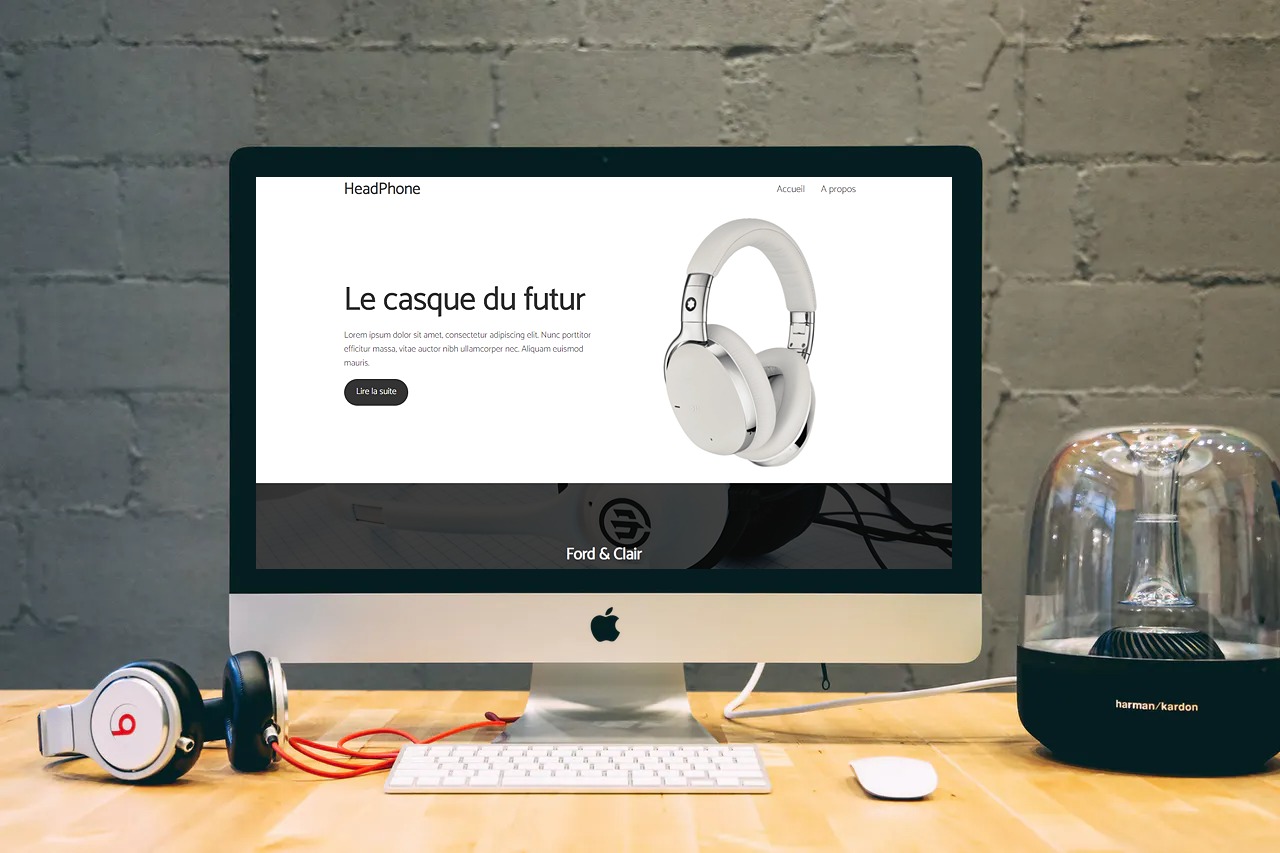 HeadPhone
Accueil
A propos
Le casque du futur
Lorem ipsum dolor sit amet, consectetur adipiscing elit. Nunc porttitor
efficitur massa, vitae auctor nibh ullamcorper nec. Aliquam euismod
mauris.
Lire la suite
Ford & Clair
harman/kardon